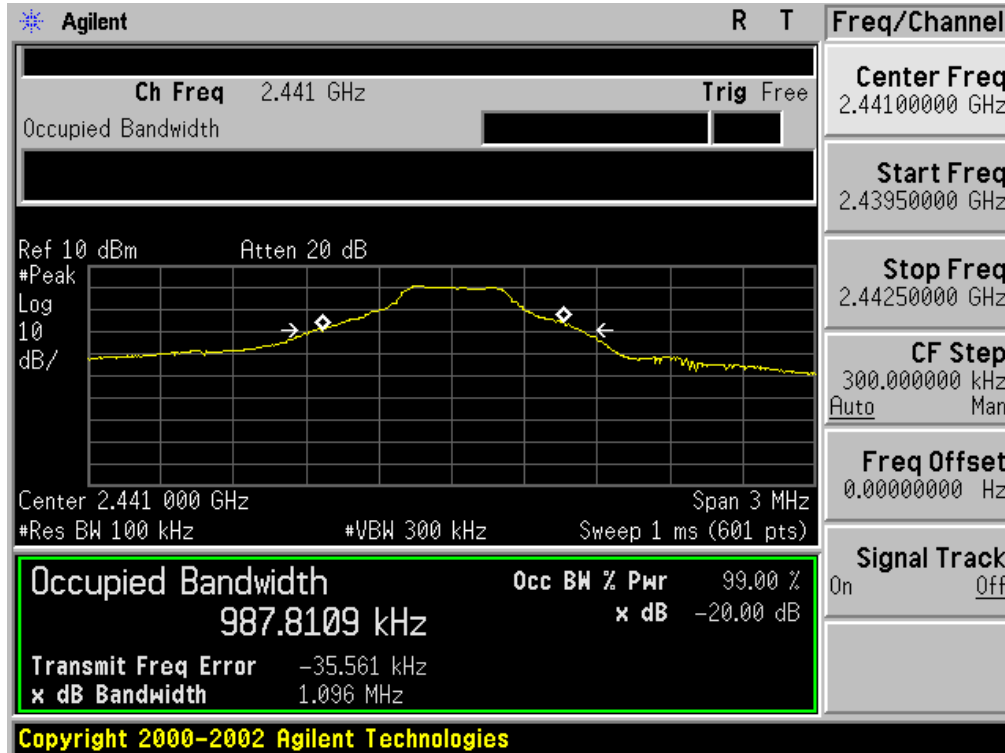 Agilent R T
Ch Freq 2.441 GHz Trig Free
Occupied Bandwidth
Ref 10 dBm Atten 20 dB
#Peak
Log
10
dB/
Center 2.441 000 GHz Span 3 MHz
#Res BW 100 kHz #VBW 300 kHz Sweep 1 ms (601 pts)
Occupied Bandwidth
987.8109 kHz
Occ BW % Pwr 99.00 %
x dB -20.00 dB
Transmit Freq Error -35.561 kHz
x dB Bandwidth 1.096 MHz
Copyright 2000-2002 Agilent Technologies
Freq/Channel
Center Freq
2.44100000 GHz
Start Freq
2.43950000 GHz
Stop Freq
2.44250000 GHz
CF Step
300.000000 kHz
Auto Man
Freq Offset
0.00000000 Hz
Signal Track
On Off